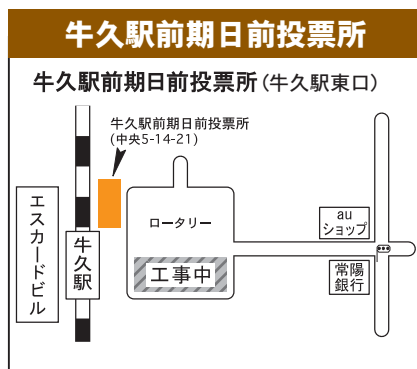 牛久駅前期日前投票所
牛久駅前期日前投票所(牛久駅東口)
牛久駅前期日前投票所
(中央5-14-21)
エスカードビル
牛久駅
ロータリー
工事中
au
ショップ
常陽
銀行